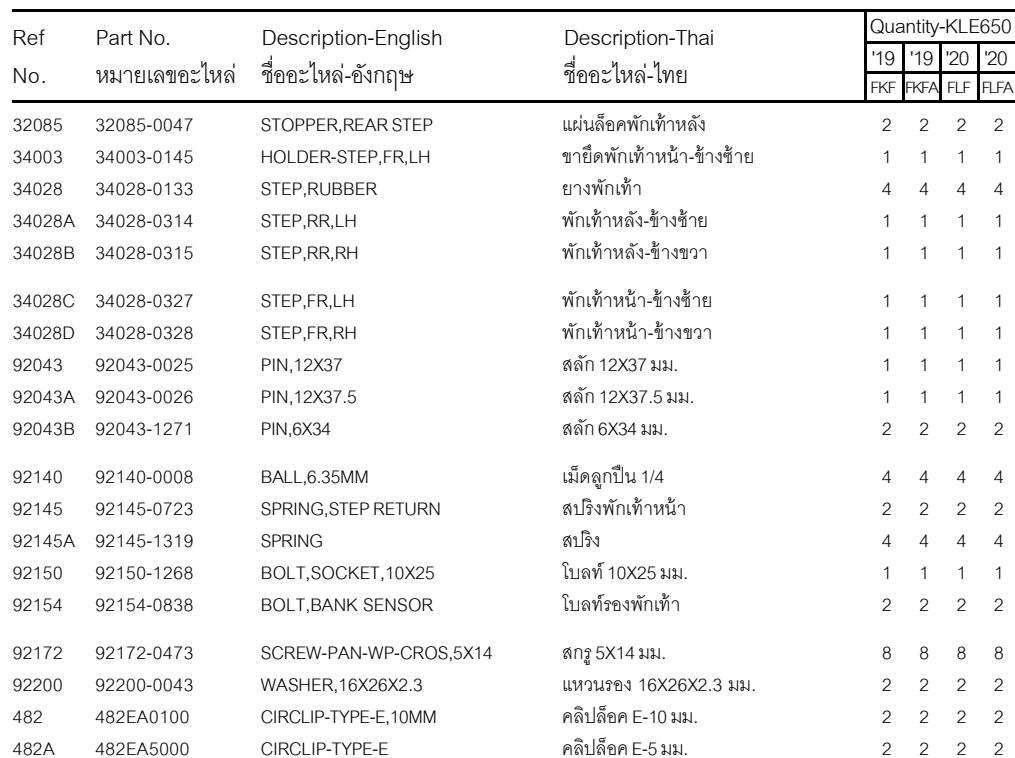 Ref Part No. Description-English Description-Thai Quantity-KLE650
No. หมายเลขอะไหล่ ชื่ออะไหล่-อังกฤษ ชื่ออะไหล่-ไทย '19 '19 '20 '20
FKF FKFA FLF FLFA
32085 32085-0047 STOPPER,REAR STEP แผ่นล็อคพักเท้าหลัง 2 2 2 2
34003 34003-0145 HOLDER-STEP,FR,LH ขายึดพักเท้าหน้า-ข้างซ้าย 1 1 1 1
34028 34028-0133 STEP,RUBBER ยางพักเท้า 4 4 4 4
34028A 34028-0314 STEP,RR,LH พักเท้าหลัง-ข้างซ้าย 1 1 1 1
34028B 34028-0315 STEP,RR,RH พักเท้าหลัง-ข้างขวา 1 1 1 1
34028C 34028-0327 STEP,FR,LH พักเท้าหน้า-ข้างซ้าย 1 1 1 1
34028D 34028-0328 STEP,FR,RH พักเท้าหน้า-ข้างขวา 1 1 1 1
92043 92043-0025 PIN,12X37 สลัก 12X37 มม. 1 1 1 1
92043A 92043-0026 PIN,12X37.5 สลัก 12X37.5 มม. 1 1 1 1
92043B 92043-1271 PIN,6X34 สลัก 6X34 มม. 2 2 2 2
92140 92140-0008 BALL,6.35MM เม็ดลูกปืน 1/4 4 4 4 4
92145 92145-0723 SPRING,STEP RETURN สปริงพักเท้าหน้า 2 2 2 2
92145A 92145-1319 SPRING สปริง 4 4 4 4
92150 92150-1268 BOLT,SOCKET,10X25 โบลท์ 10X25 มม. 1 1 1 1
92154 92154-0838 BOLT,BANK SENSOR โบลท์รองพักเท้า 2 2 2 2
92172 92172-0473 SCREW-PAN-WP-CROS,5X14 สกรู 5X14 มม. 8 8 8 8
92200 92200-0043 WASHER,16X26X2.3 แหวนรอง 16X26X2.3 มม. 2 2 2 2
482 482EA0100 CIRCLIP-TYPE-E,10MM คลิปล็อค E-10 มม. 2 2 2 2
482A 482EA5000 CIRCLIP-TYPE-E คลิปล็อค E-5 มม. 2 2 2 2